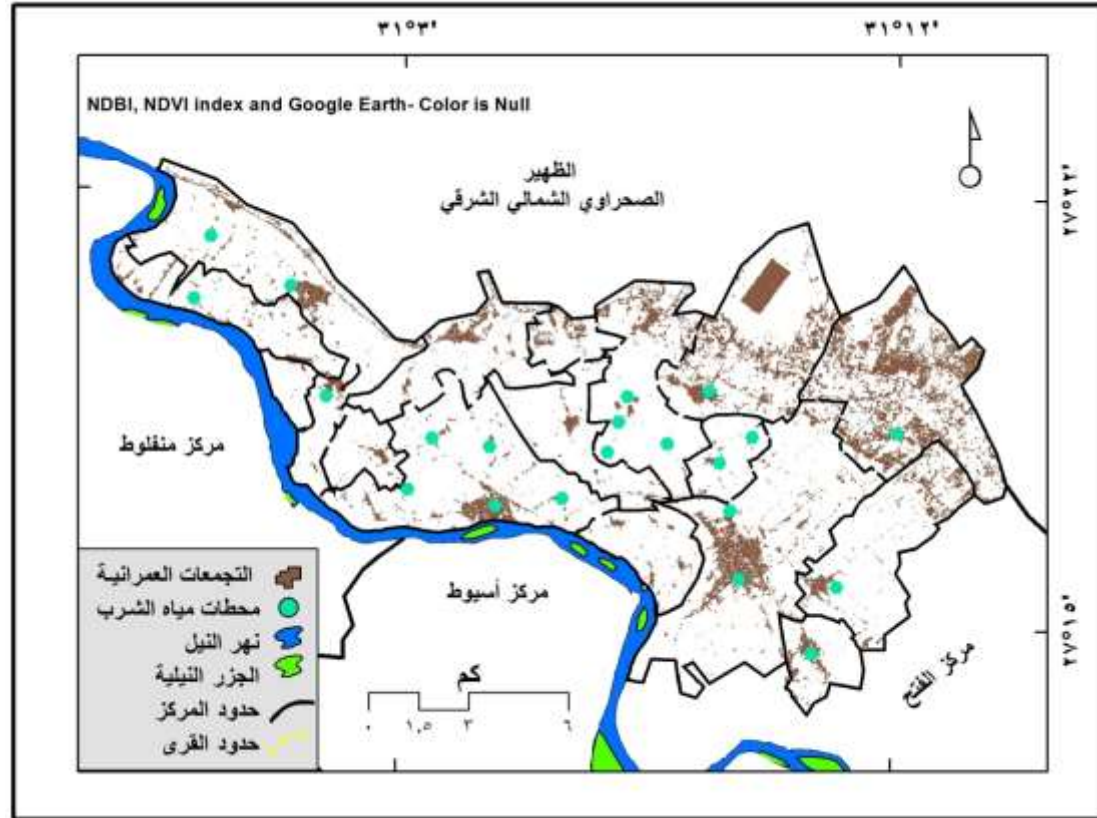 ٣١°٣'
٣١°١٢'
NDBI, NDVI index and Google Earth- Color is Null
الظهير
الصحراوي الشمالي الشرقي
٢٧°٢٢'
مركز منفلوط
مركز أسيوط
مركز الفتح
٢٧°١٥'
التجمعات العمرانية
محطات مياه الشرب
نهر النيل
الجزر النيلية
حدود المركز
حدود القرى
كم
٠ ١,٥ ٣ ٦